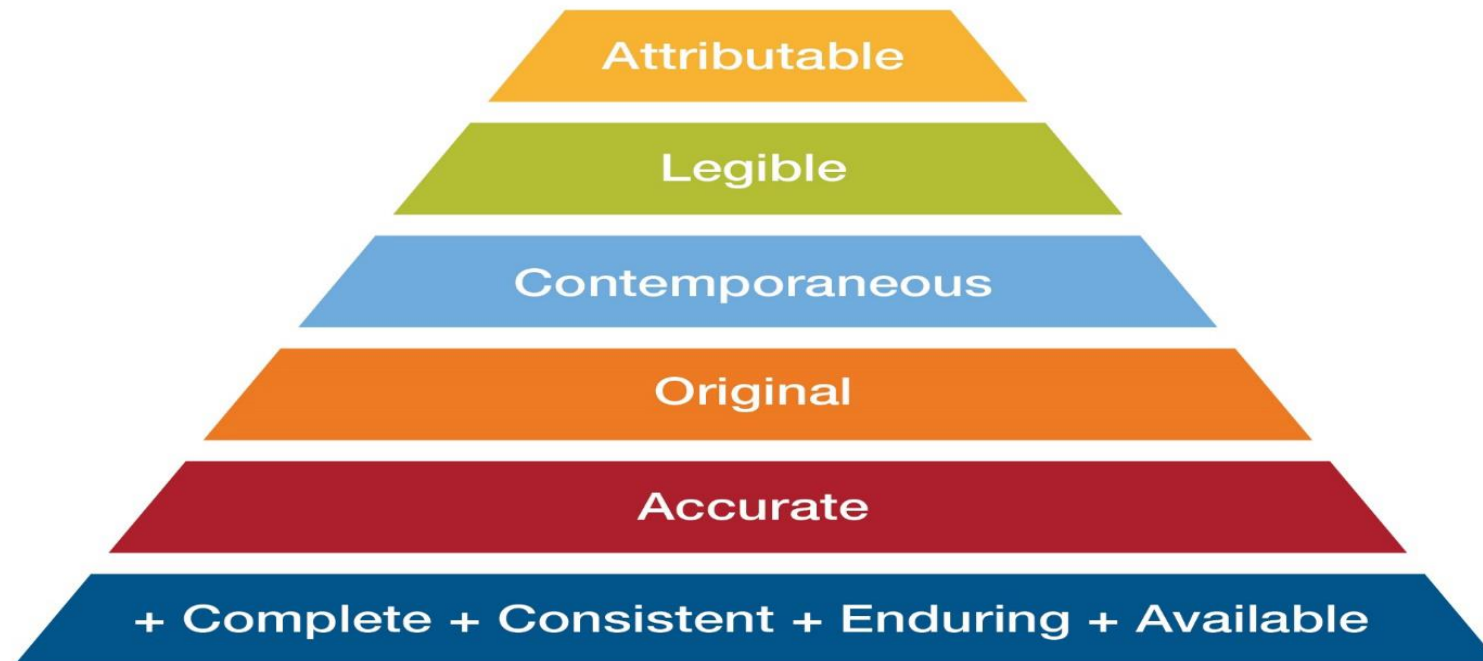 Attributable
Legible
Contemporaneous
Original
Accurate
+ Complete + Consistent + Enduring + Available